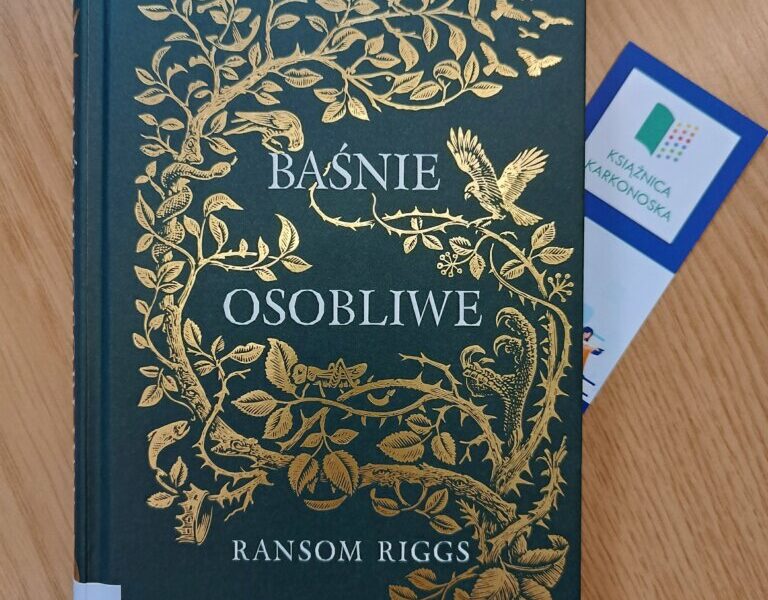 BAŚNIE
OSOBLIWE
RANSOM RIGGS
KSIĄŻNICA
KARKONOSKA